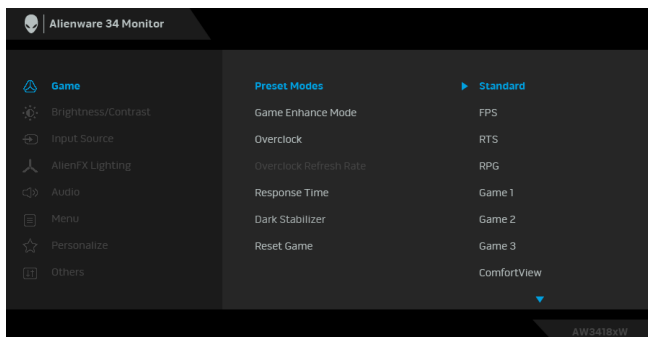 Alienware 34 Monitor
Game Preset Modes Standard
Brightness/Contrast Game Enhance Mode FPS
Input Source Overclock RTS
AlienFX Lighting Overclock Refresh Rate RPG
Audio Response Time Game 1
Menu Dark Stabilizer Game 2
Personalize Reset Game Game 3
Others ComfortView
AW3418xW